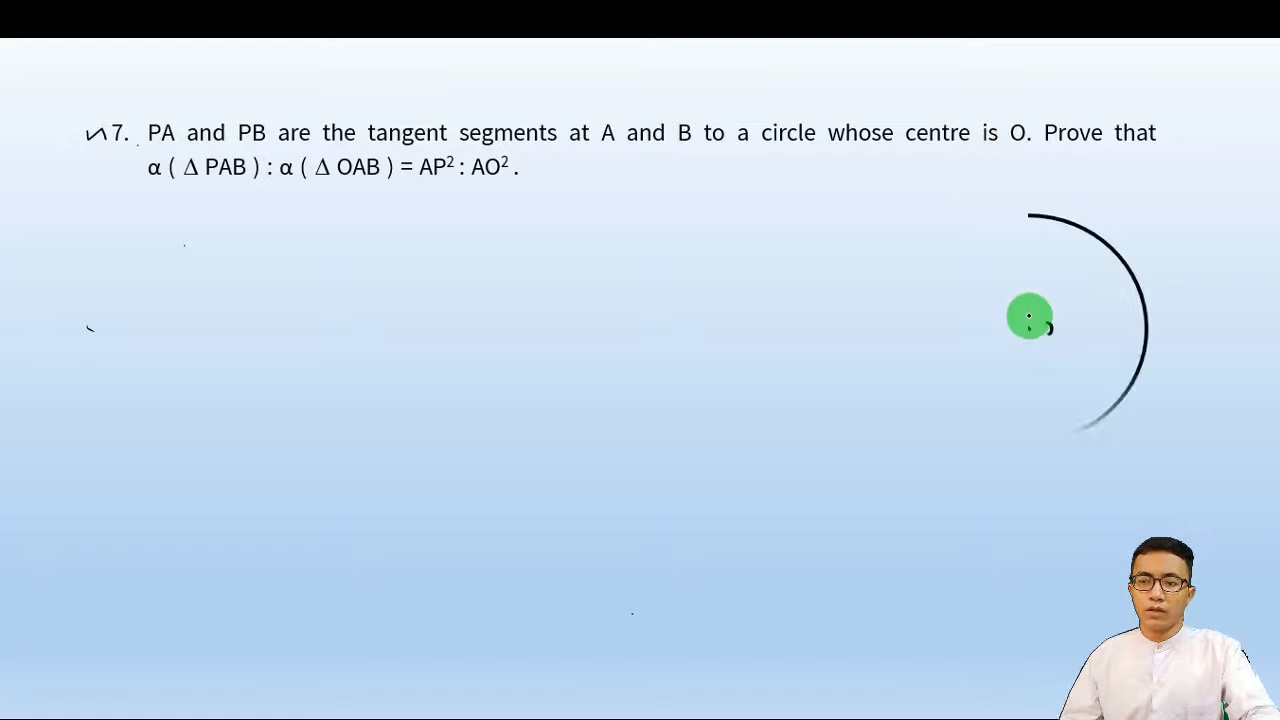 7. PA and PB are the tangent segments at A and B to a circle whose centre is O. Prove that
α ( Δ PAB ) : α ( Δ OAB ) = AP² : AO² .